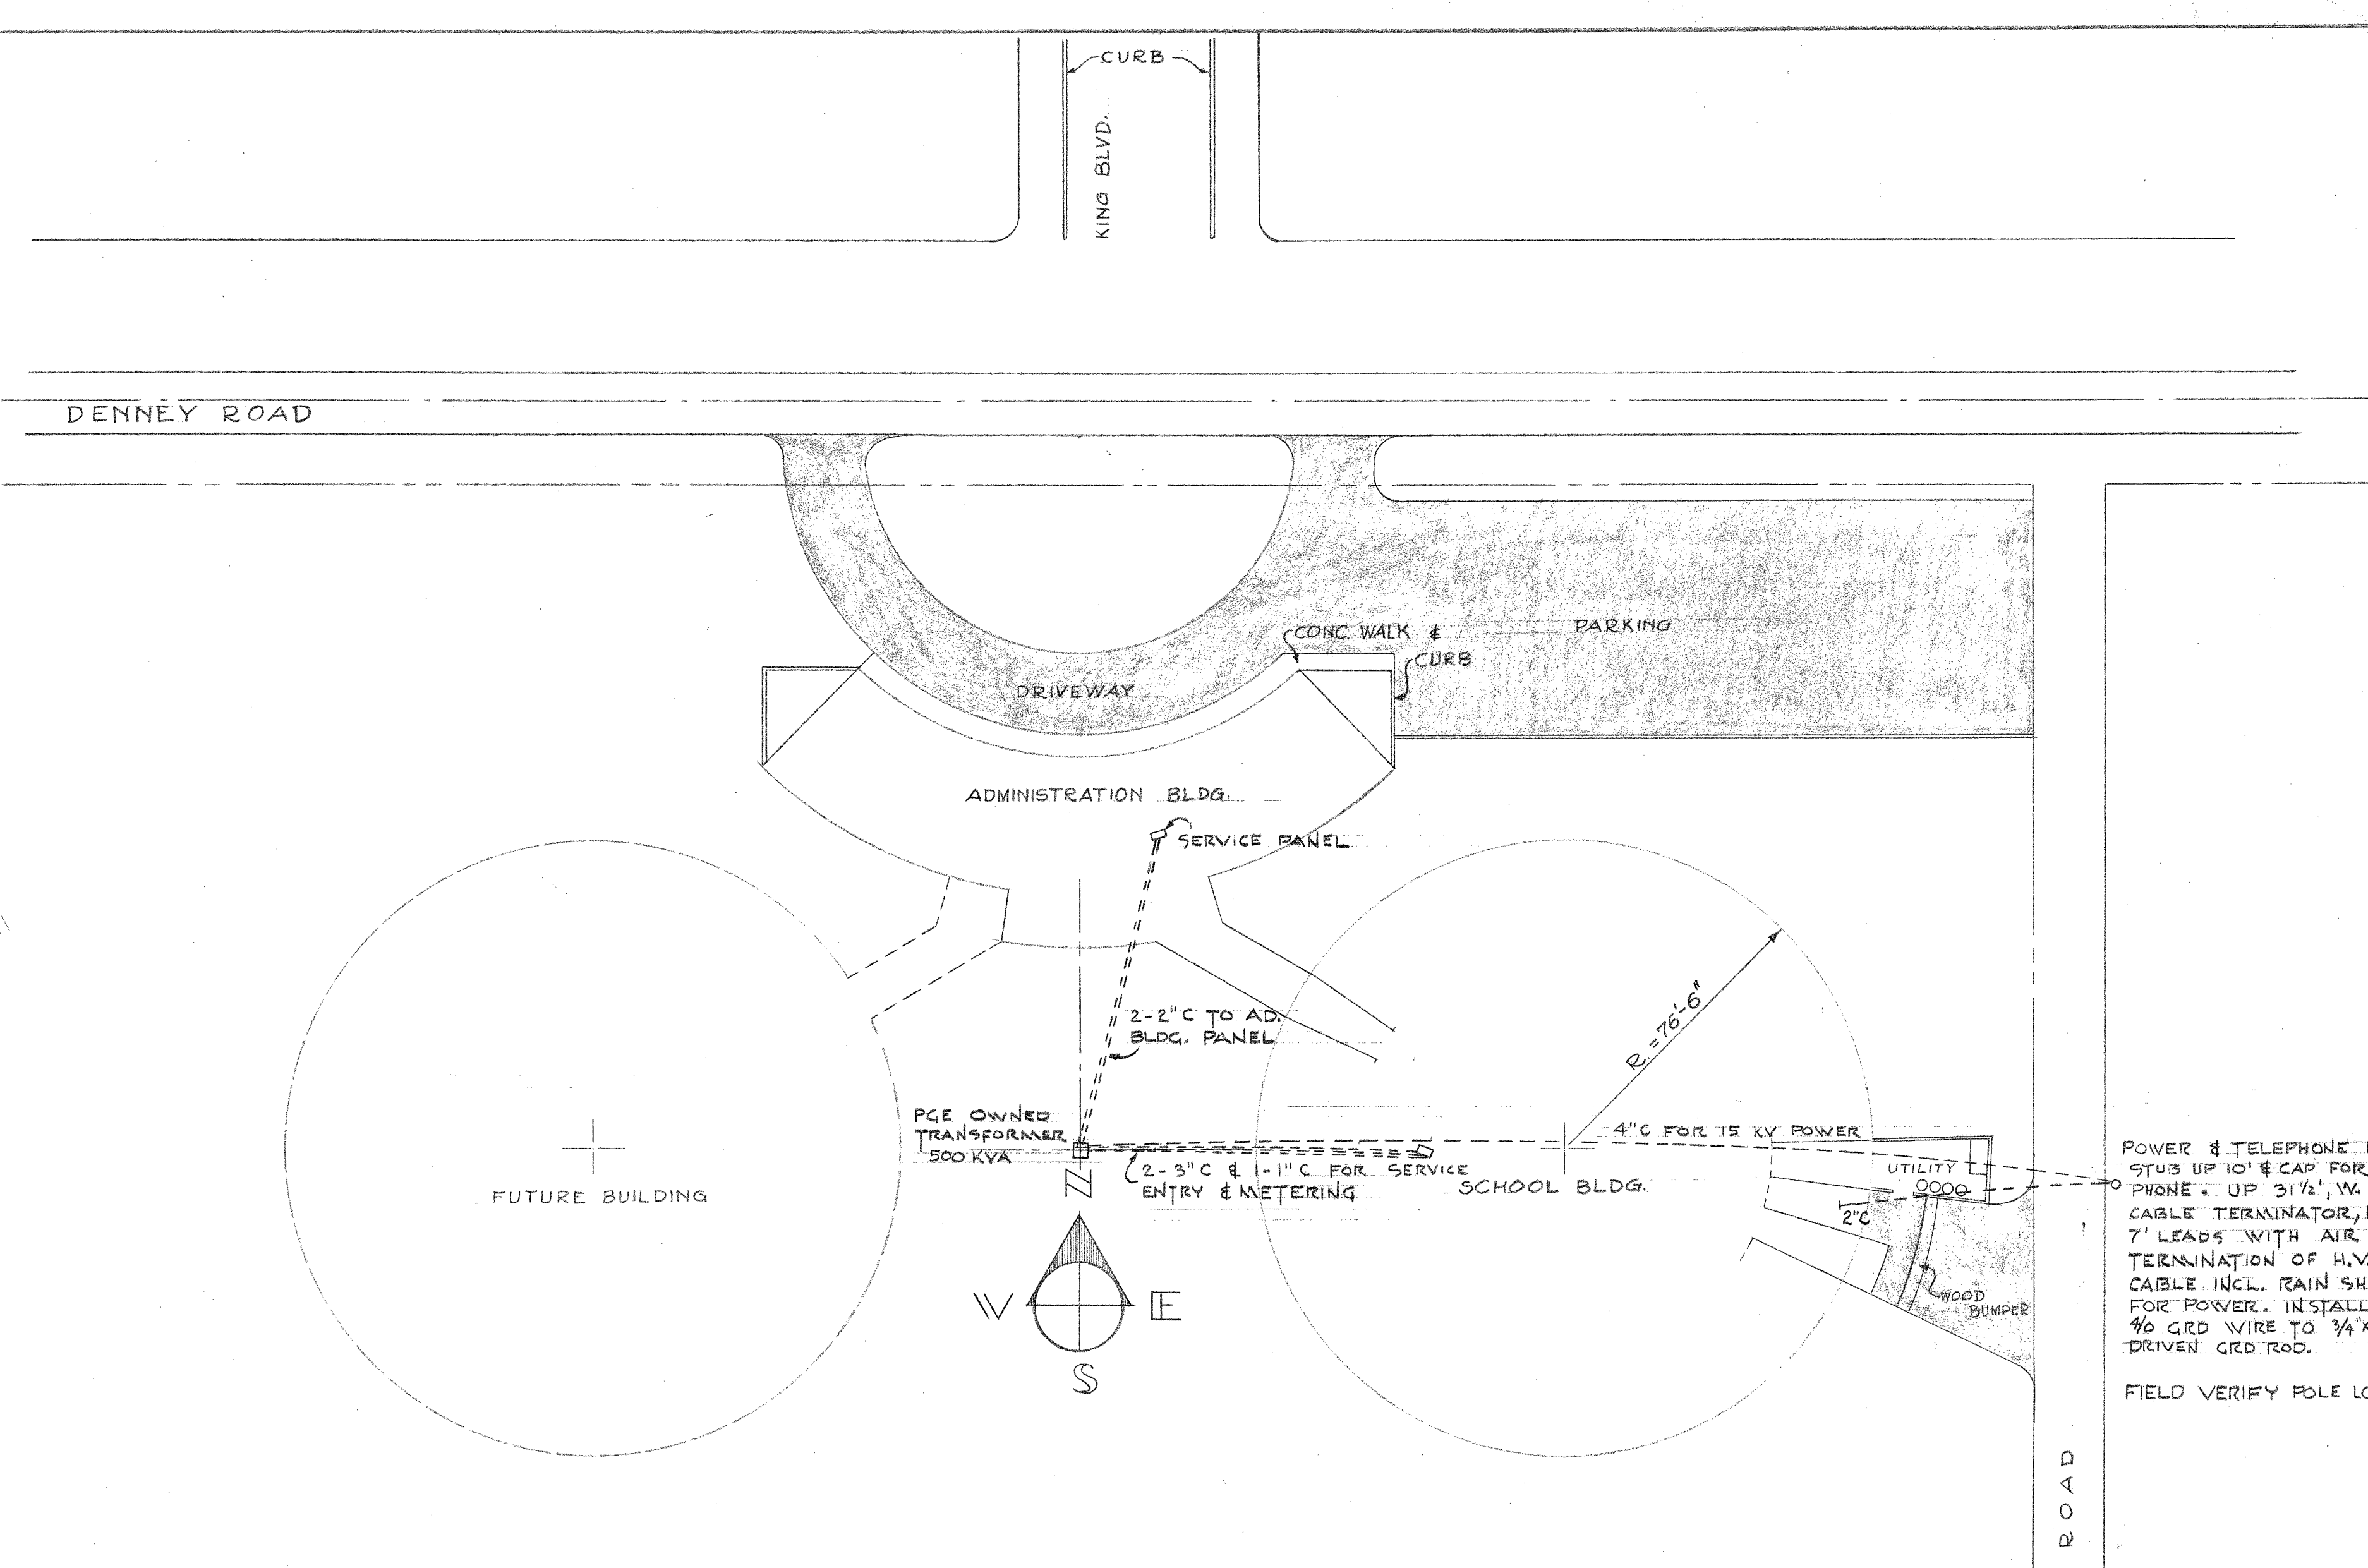 CURB
KING BLVD.
DENNEY ROAD
CONC. WALK &
PARKING
CURB
DRIVEWAY
ADMINISTRATION BLDG.
SERVICE PANEL
2-2"C TO AD.
BLDG. PANEL
R.=76'-6"
PGE OWNED
TRANSFORMER
500 KVA
4"C FOR 15 KV POWER
2-3"C & 1-1"C FOR SERVICE
ENTRY & METERING
SCHOOL BLDG.
UTILITY
2"C
FUTURE BUILDING
N
W E
S
WOOD
BUMPER
POWER & TELEPHONE
STUB UP 10' & CAP FOR
PHONE. UP 31½', W.
CABLE TERMINATOR,
7' LEADS WITH AIR
TERMINATION OF H.V.
CABLE INCL. RAIN SH
FOR POWER. INSTALL
4/0 GRD WIRE TO 3/4"X
DRIVEN GRD ROD.
FIELD VERIFY POLE LO
ROAD